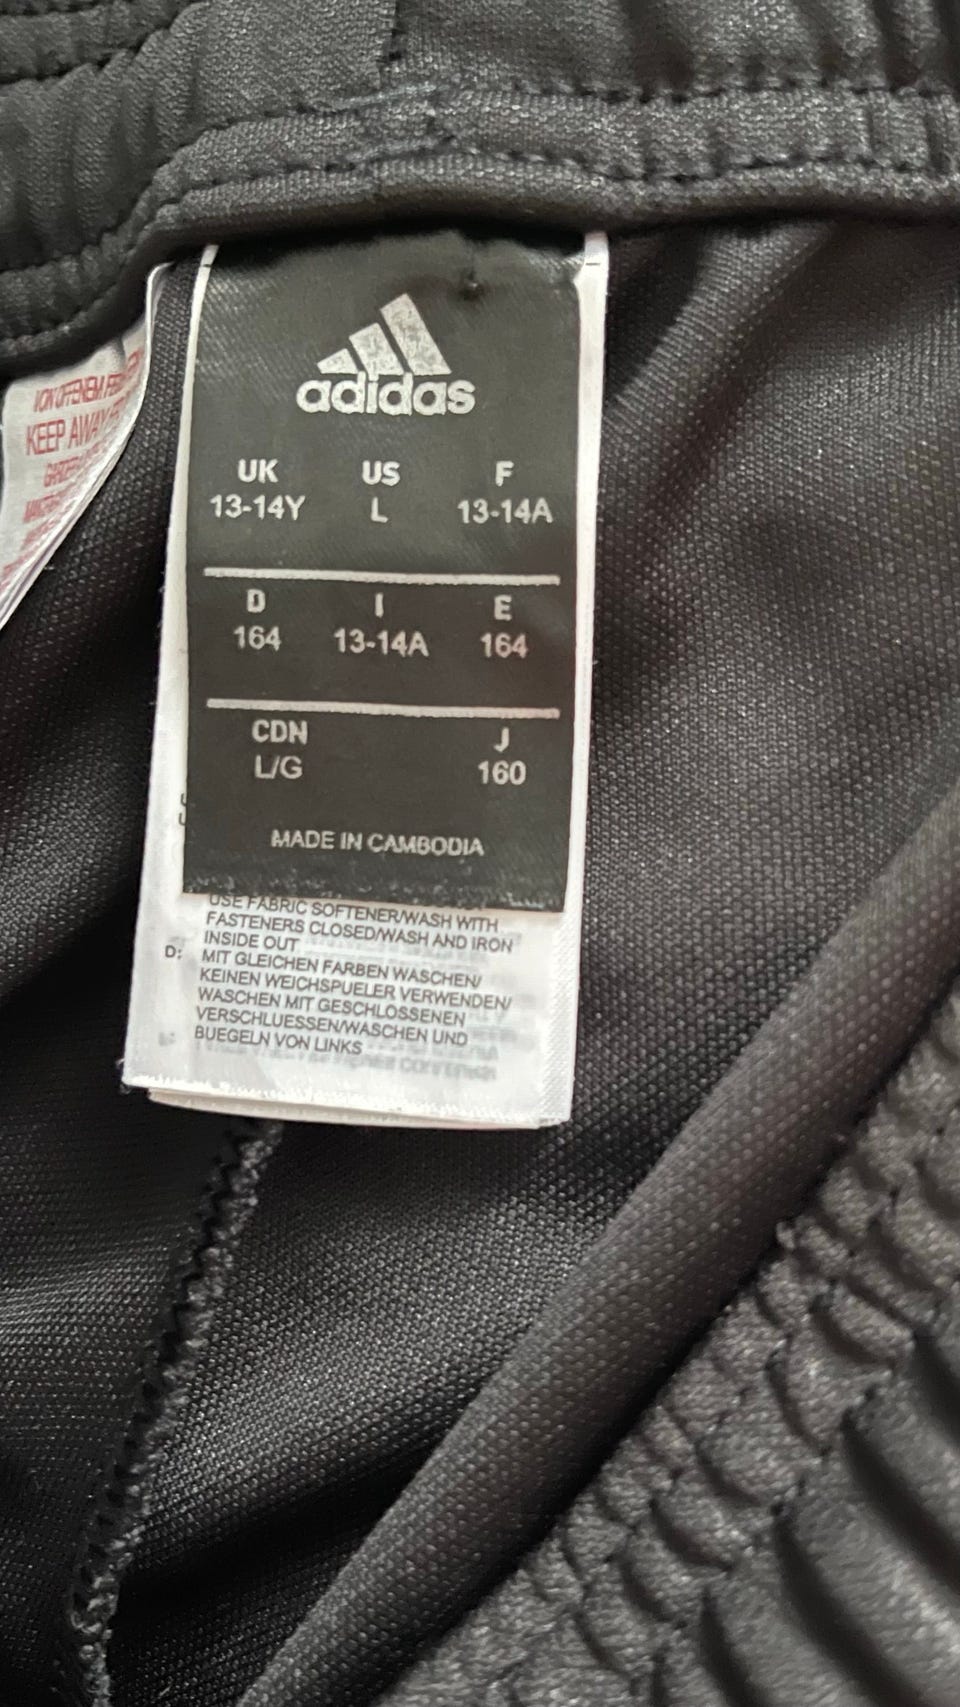 adidas
UK US F
13-14Y L 13-14A
D I E
164 13-14A 164
CDN J
L/G 160
MADE IN CAMBODIA
USE FABRIC SOFTENER/WASH WITH
FASTENERS CLOSED/WASH AND IRON
INSIDE OUT
D: MIT GLEICHEN FARBEN WASCHEN/
KEINEN WEICHSPUELER VERWENDEN/
WASCHEN MIT GESCHLOSSENEN
VERSCHLUESSEN/WASCHEN UND
BUEGELN VON LINKS
VON OFFENEM
KEEP AWAY